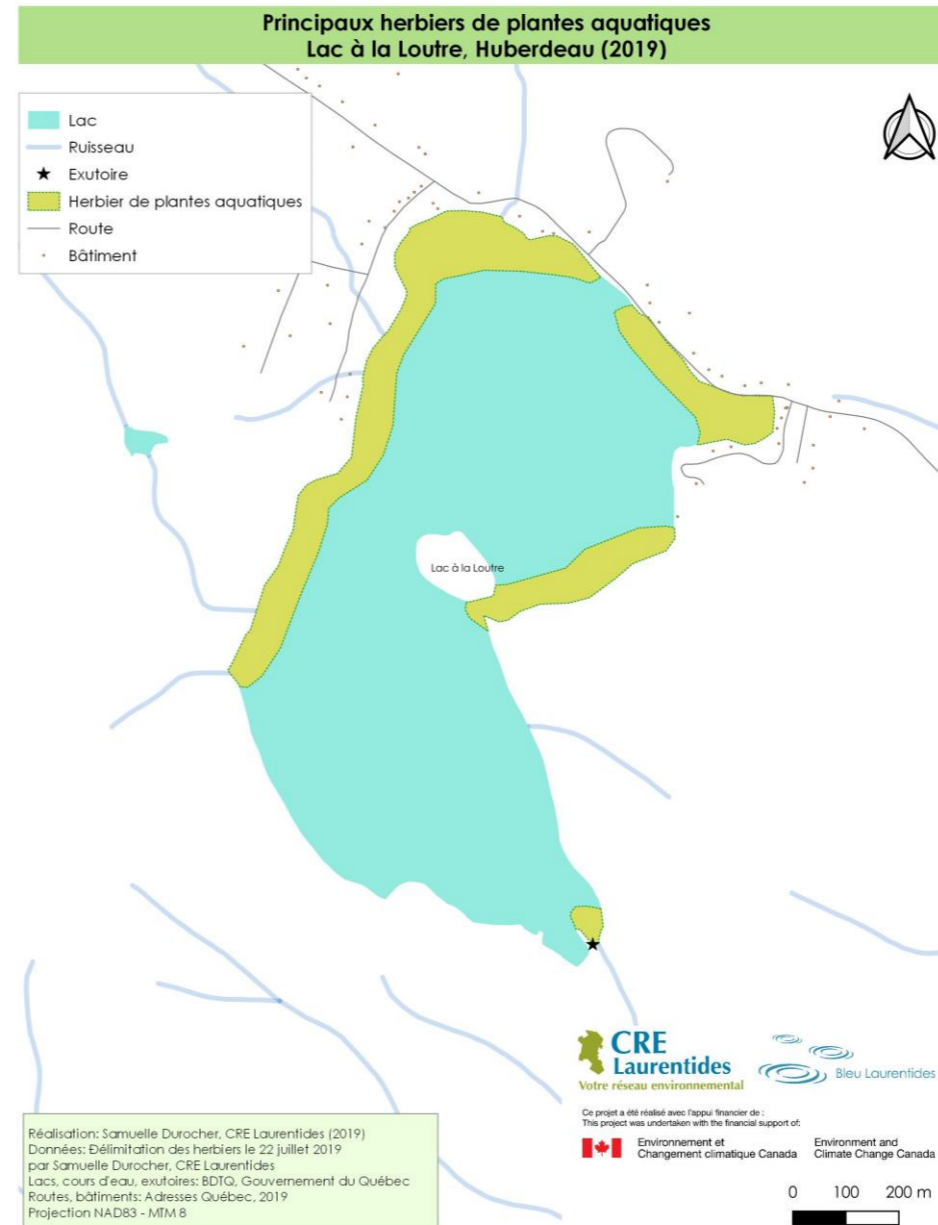 Principaux herbiers de plantes aquatiques
Lac à la Loutre, Huberdeau (2019)
Lac
Ruisseau
Exutoire
Herbier de plantes aquatiques
Route
Bâtiment
Lac à la Loutre
CRE
Laurentides
Votre réseau environnemental
Bleu Laurentides
Ce projet a été réalisé avec l'appui financier de :
This project was undertaken with the financial support of:
Environnement et
Changement climatique Canada
Environment and
Climate Change Canada
0 100 200 m
Réalisation: Samuelle Durocher, CRE Laurentides (2019)
Données: Délimitation des herbiers le 22 juillet 2019
par Samuelle Durocher, CRE Laurentides
Lacs, cours d'eau, exutoires: BDTQ, Gouvernement du Québec
Routes, bâtiments: Adresses Québec, 2019
Projection NAD83 - MTM 8